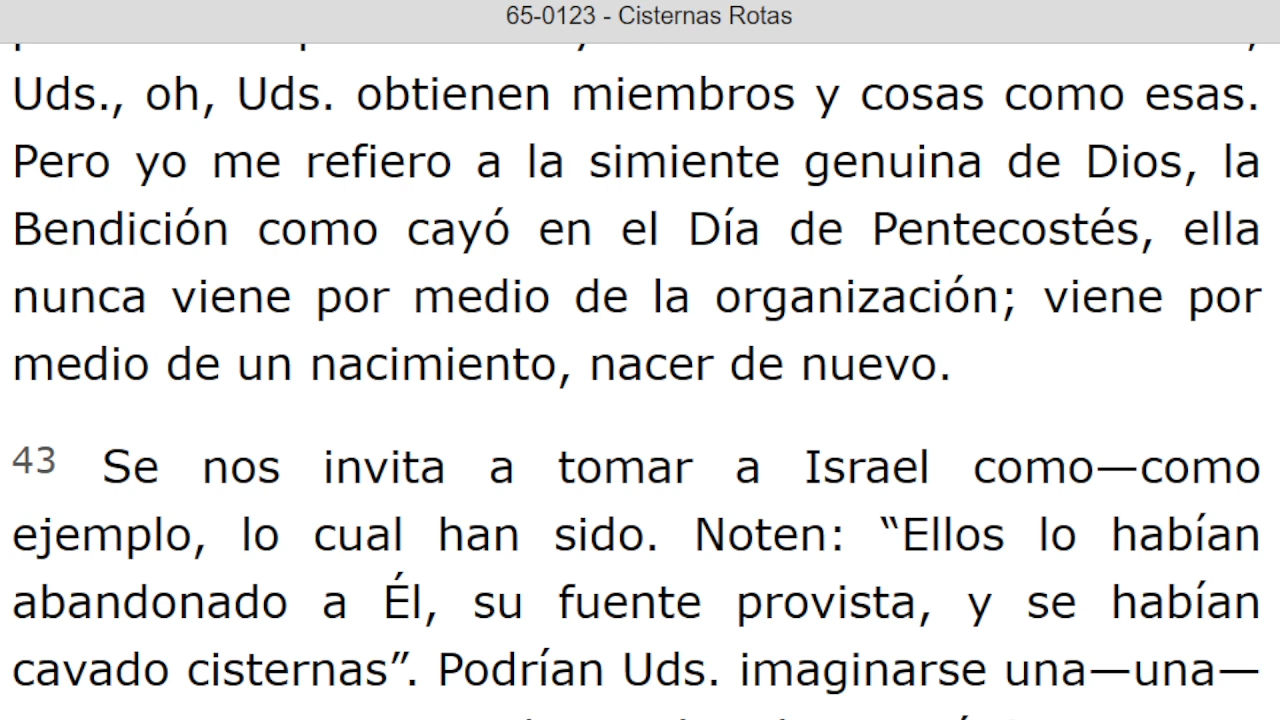 65-0123 - Cisternas Rotas
Uds., oh, Uds. obtienen miembros y cosas como esas.
Pero yo me refiero a la simiente genuina de Dios, la
Bendición como cayó en el Día de Pentecostés, ella
nunca viene por medio de la organización; viene por
medio de un nacimiento, nacer de nuevo.
43 Se nos invita a tomar a Israel como—como
ejemplo, lo cual han sido. Noten: “Ellos lo habían
abandonado a Él, su fuente provista, y se habían
cavado cisternas”. Podrían Uds. imaginarse una—una—